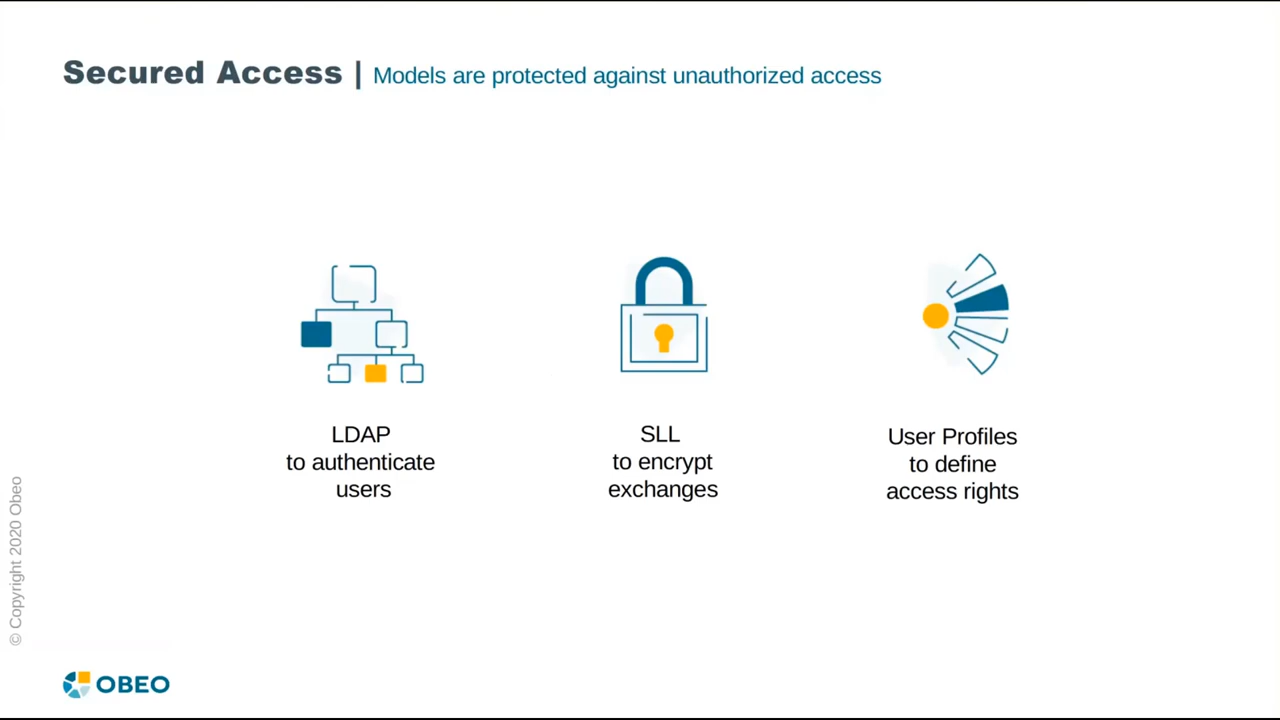 Secured Access | Models are protected against unauthorized access
LDAP
to authenticate
users
SLL
to encrypt
exchanges
User Profiles
to define
access rights
© Copyright 2020 Obeo
OBEO